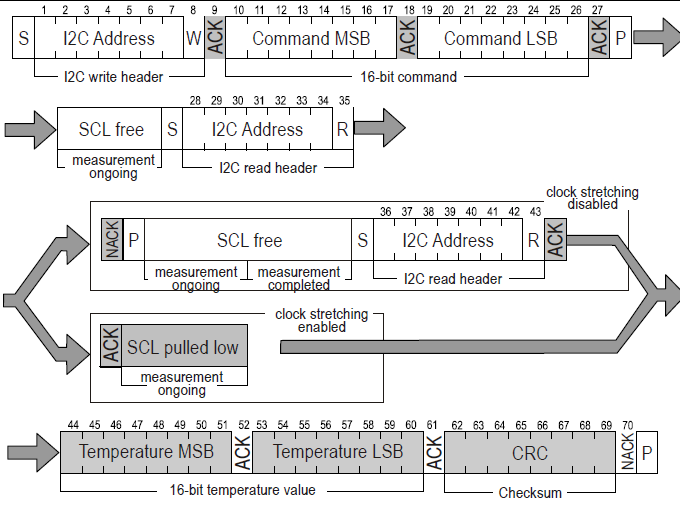 1 2 3 4 5 6 7 8 9 10 11 12 13 14 15 16 17 18 19 20 21 22 23 24 25 26 27
S I2C Address W ACK Command MSB ACK Command LSB ACK P
I2C write header 16-bit command
28 29 30 31 32 33 34 35
SCL free S I2C Address R
measurement
ongoing
I2C read header
clock stretching
disabled
36 37 38 39 40 41 42 43
NACK P SCL free S I2C Address R ACK
measurement
ongoing
measurement
completed
I2C read header
clock stretching
enabled
ACK SCL pulled low
measurement
ongoing
44 45 46 47 48 49 50 51 52 53 54 55 56 57 58 59 60 61 62 63 64 65 66 67 68 69 70
Temperature MSB ACK Temperature LSB ACK CRC NACK P
16-bit temperature value Checksum